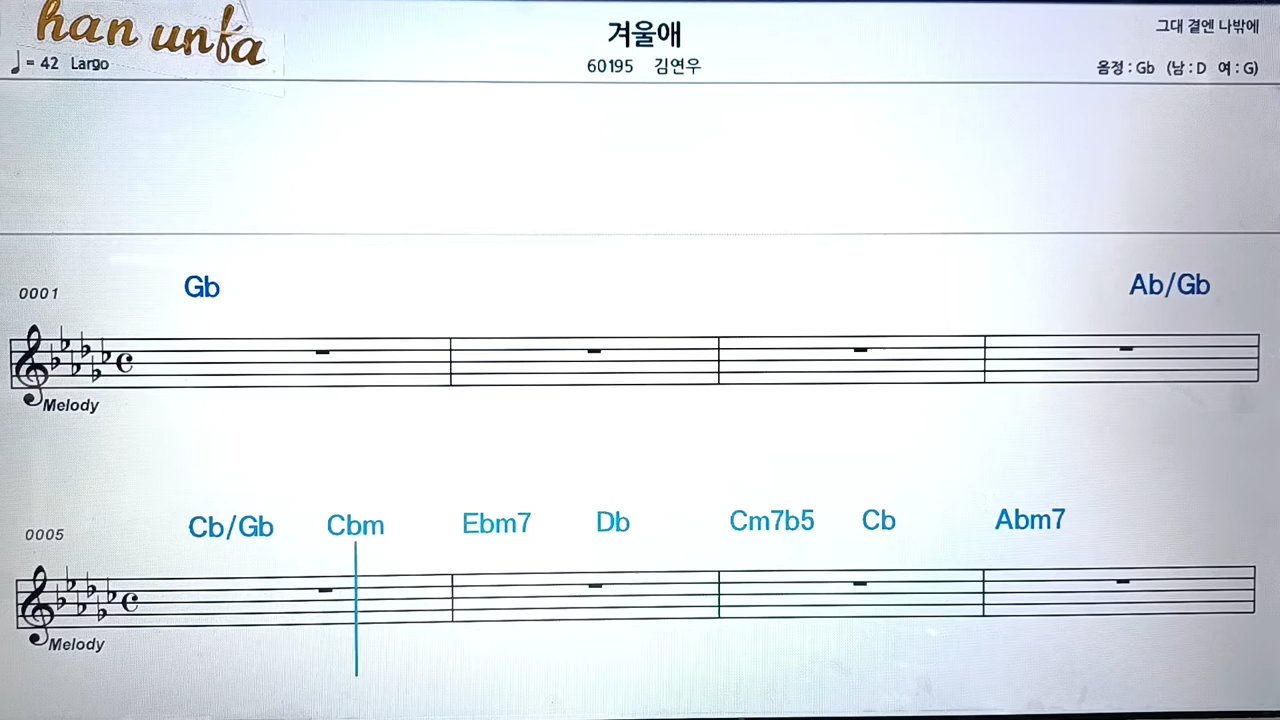 han unfa
겨울애
그대 곁엔 나밖에
♩= 42 Largo
60195 김연우
음정 : Gb (남 : D 여 : G)
0001 Gb Ab/Gb
Melody
0005 Cb/Gb Cbm Ebm7 Db Cm7b5 Cb Abm7
Melody